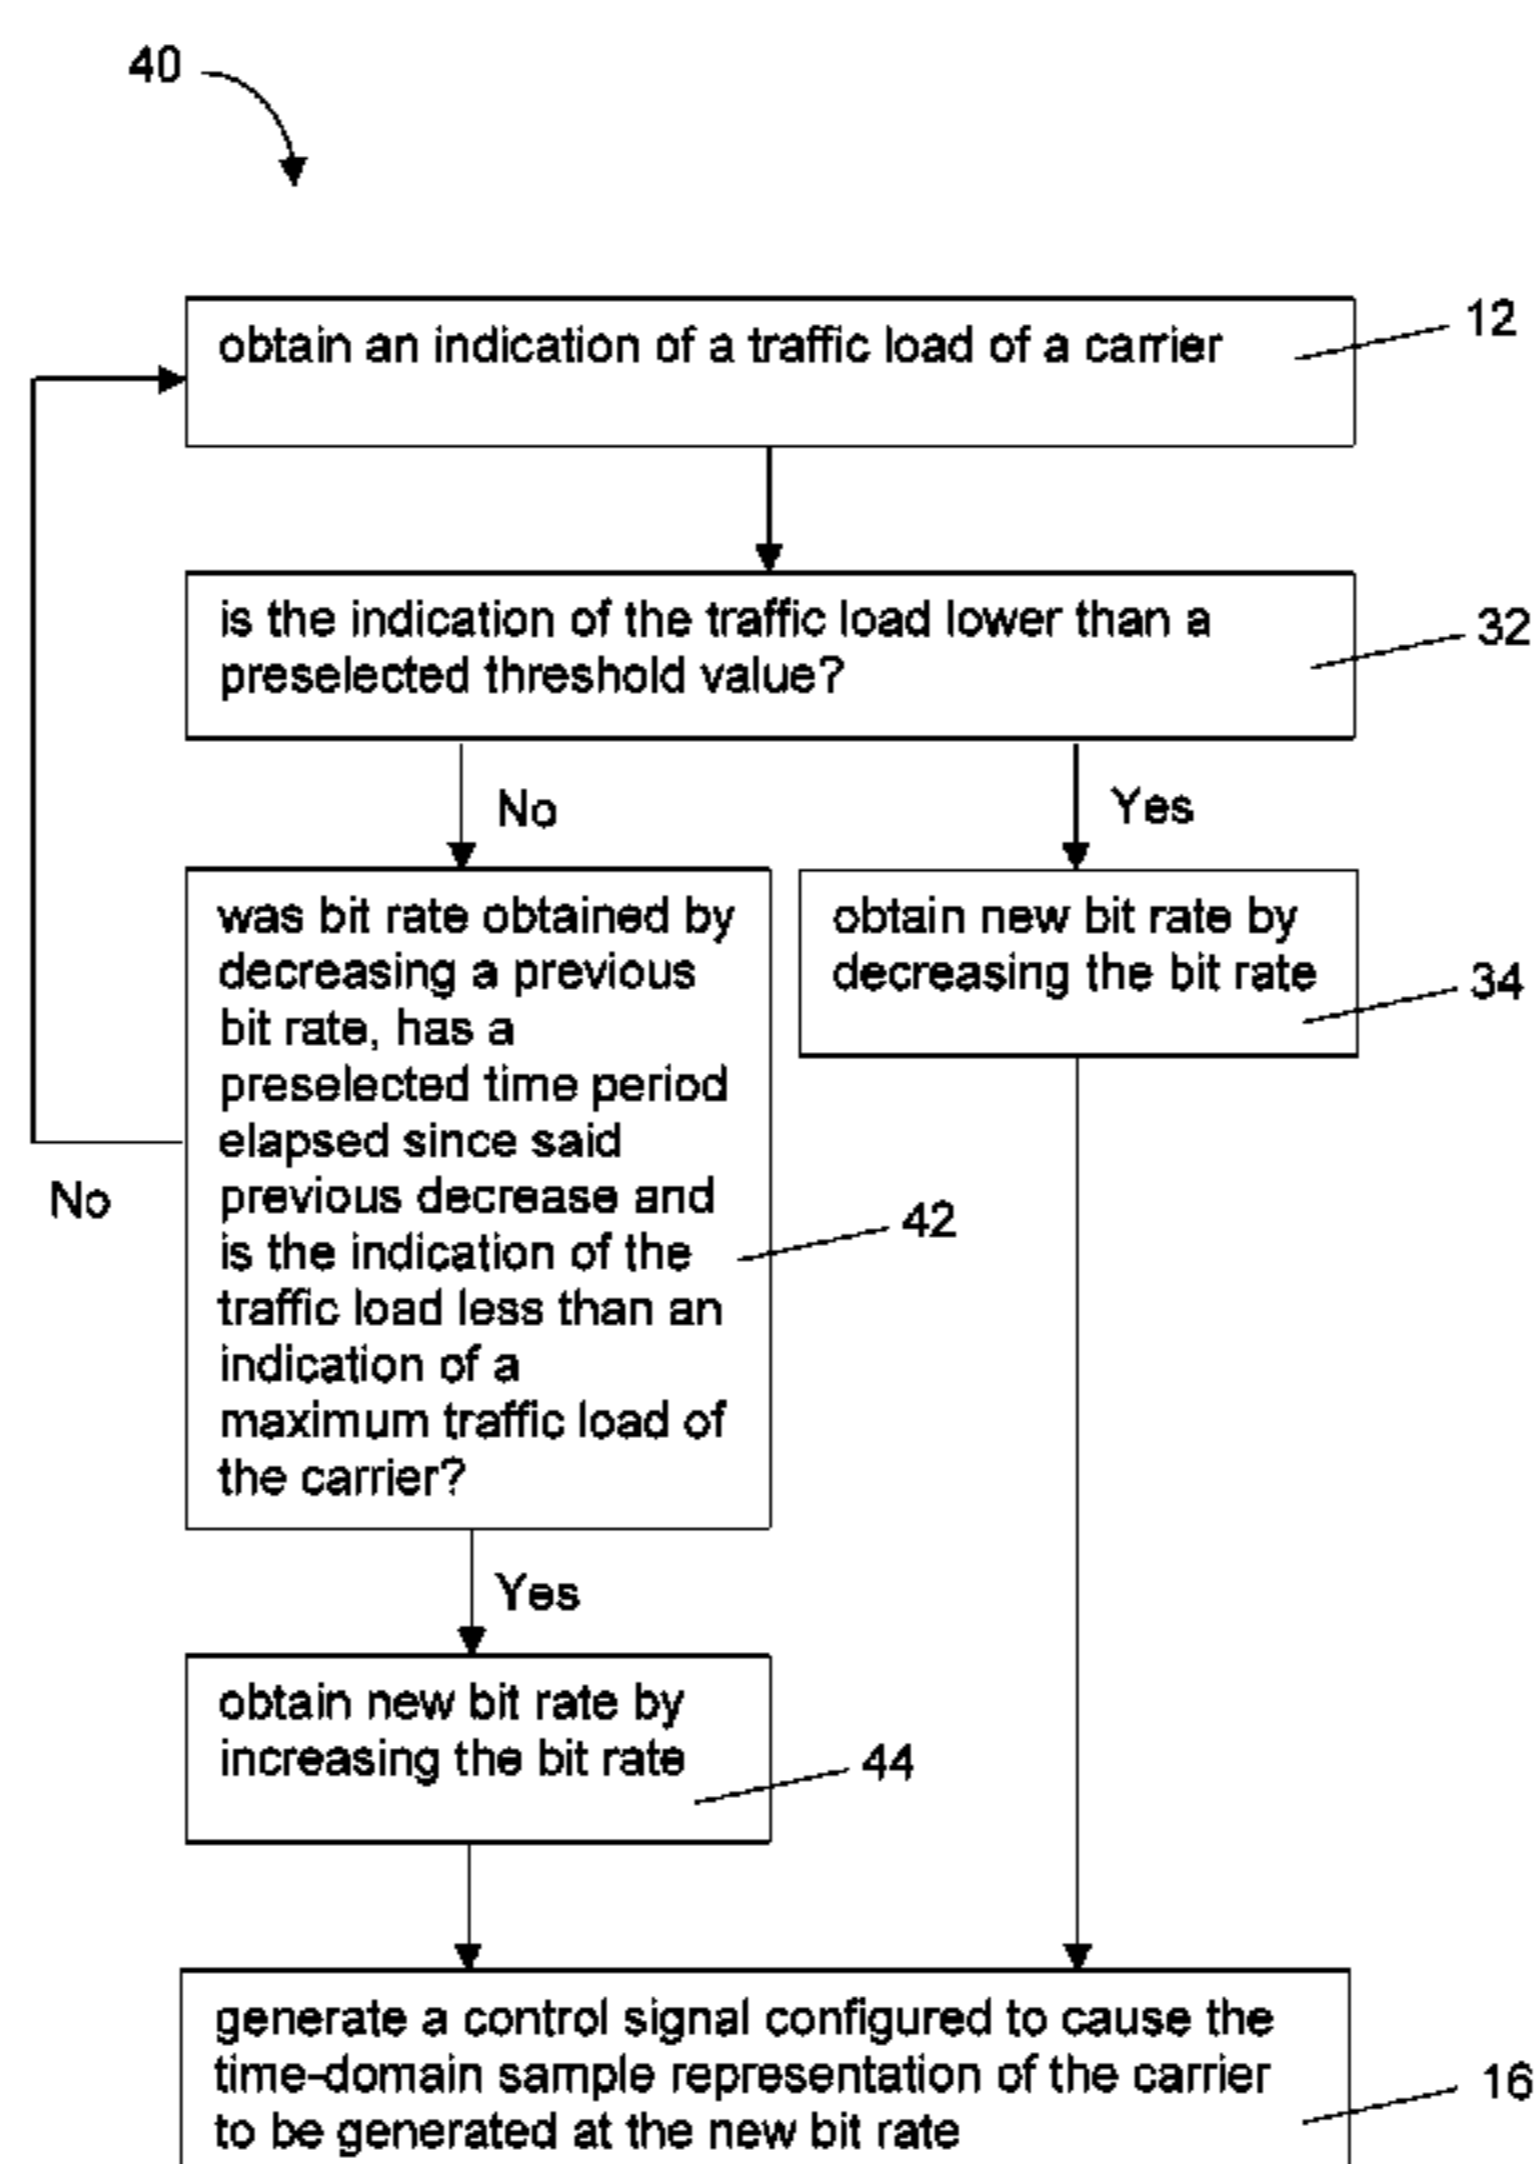 40
obtain an indication of a traffic load of a carrier
12
is the indication of the traffic load lower than a
preselected threshold value?
32
No
Yes
was bit rate obtained by
decreasing a previous
bit rate, has a
preselected time period
elapsed since said
previous decrease and
is the indication of the
traffic load less than an
indication of a
maximum traffic load of
the carrier?
42
obtain new bit rate by
decreasing the bit rate
34
No
Yes
obtain new bit rate by
increasing the bit rate
44
generate a control signal configured to cause the
time-domain sample representation of the carrier
to be generated at the new bit rate
16